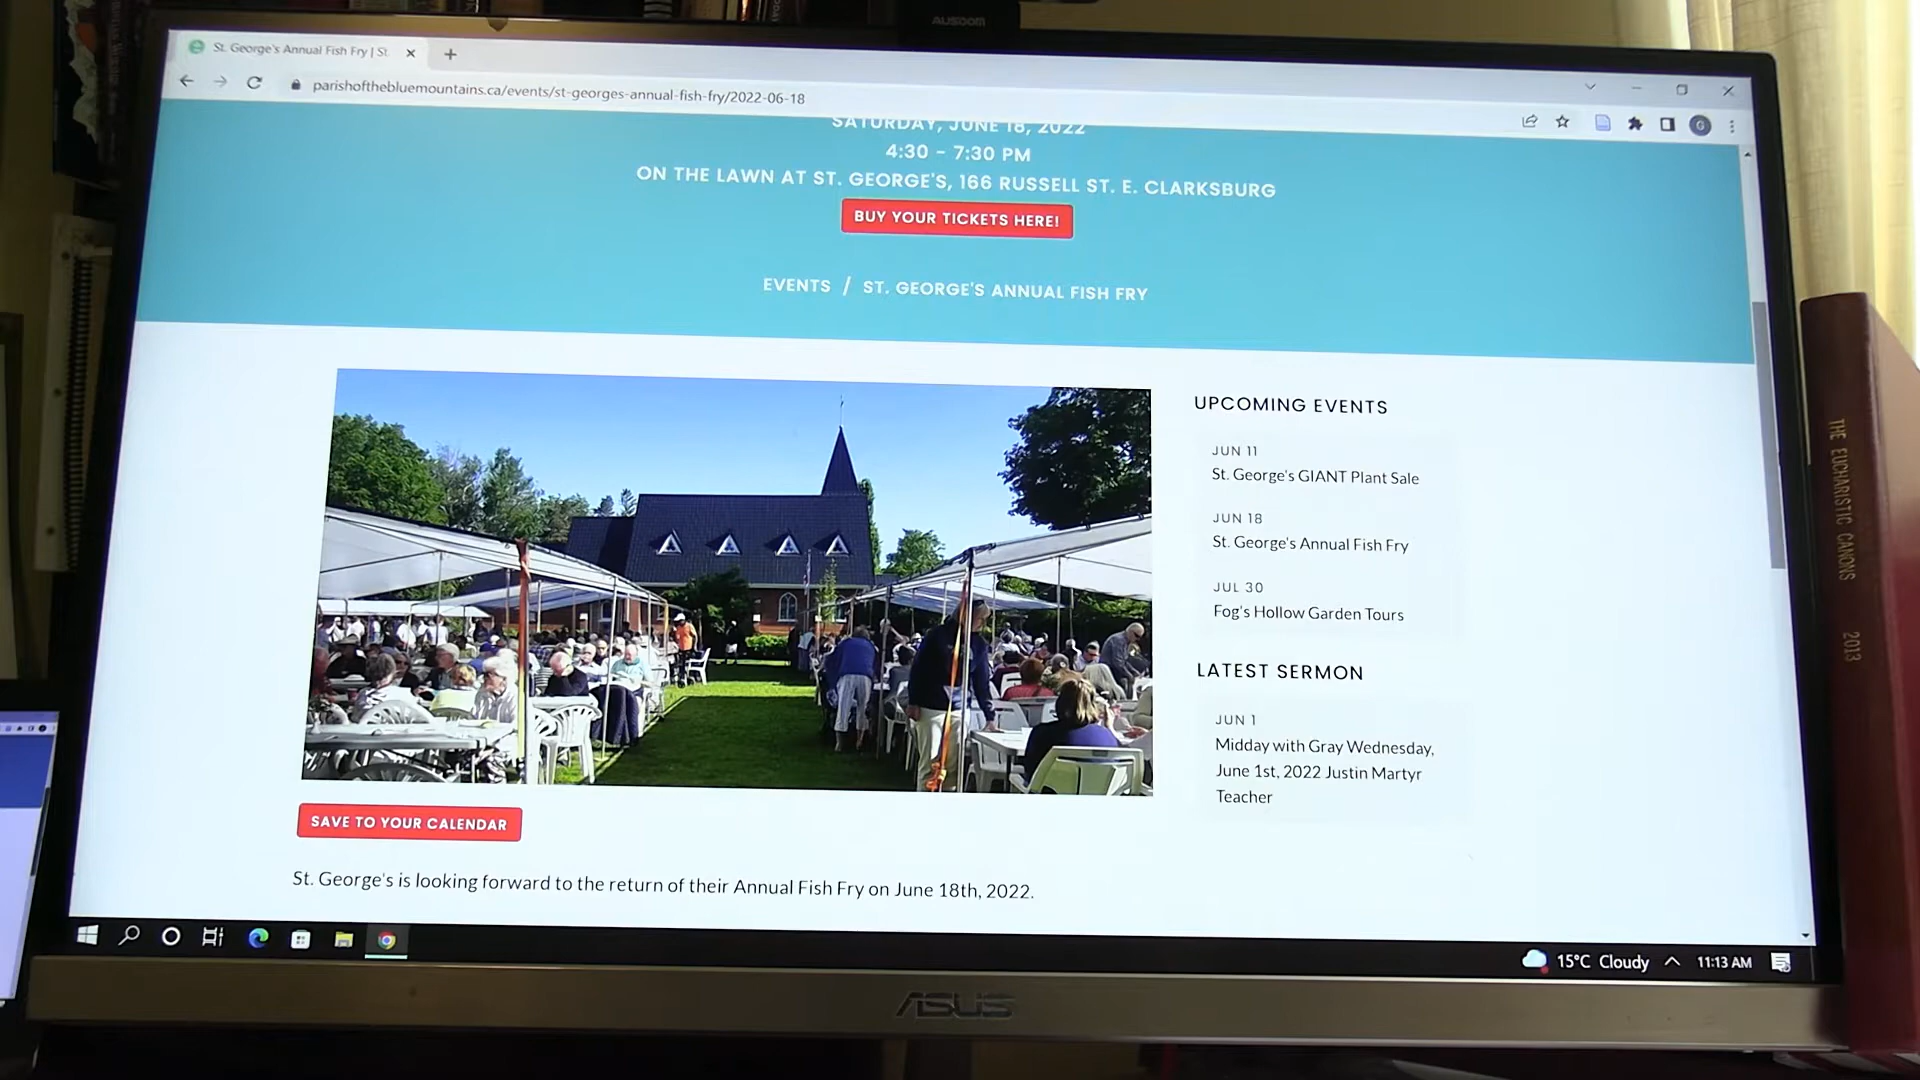 AUSDOM
St. George's Annual Fish Fry | St.
parishofthebluemountains.ca/events/st-georges-annual-fish-fry/2022-06-18
SATURDAY, JUNE 18, 2022
4:30 - 7:30 PM
ON THE LAWN AT ST. GEORGE'S, 166 RUSSELL ST. E. CLARKSBURG
BUY YOUR TICKETS HERE!
EVENTS / ST. GEORGE'S ANNUAL FISH FRY
UPCOMING EVENTS
JUN 11
St. George's GIANT Plant Sale
JUN 18
St. George's Annual Fish Fry
JUL 30
Fog's Hollow Garden Tours
LATEST SERMON
JUN 1
Midday with Gray Wednesday,
June 1st, 2022 Justin Martyr
Teacher
SAVE TO YOUR CALENDAR
St. George's is looking forward to the return of their Annual Fish Fry on June 18th, 2022.
15°C Cloudy
11:13 AM
ASUS
THE EUCHARISTIC CANONS 2013